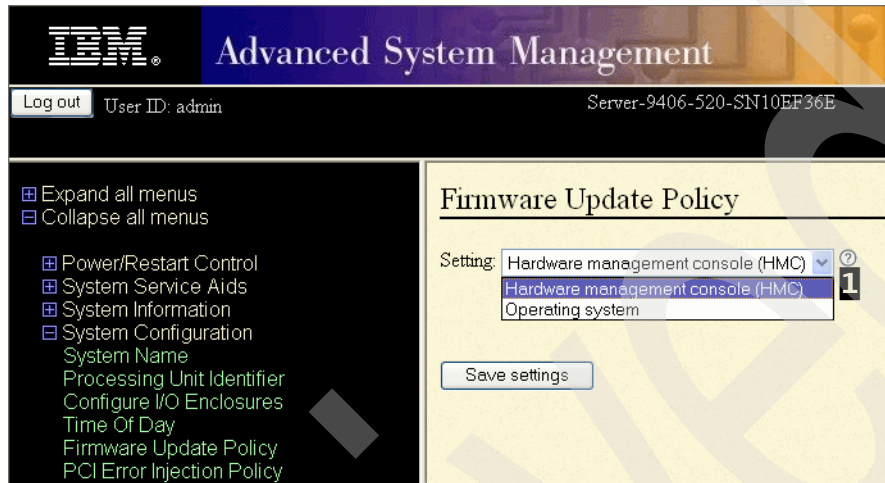 IBM®
Advanced System Management
Log out
User ID: admin
Server-9406-520-SN10EF36E
Expand all menus
Collapse all menus
Power/Restart Control
System Service Aids
System Information
System Configuration
System Name
Processing Unit Identifier
Configure I/O Enclosures
Time Of Day
Firmware Update Policy
PCI Error Injection Policy
Firmware Update Policy
Setting: Hardware management console (HMC) ?
Hardware management console (HMC) 1
Operating system
Save settings